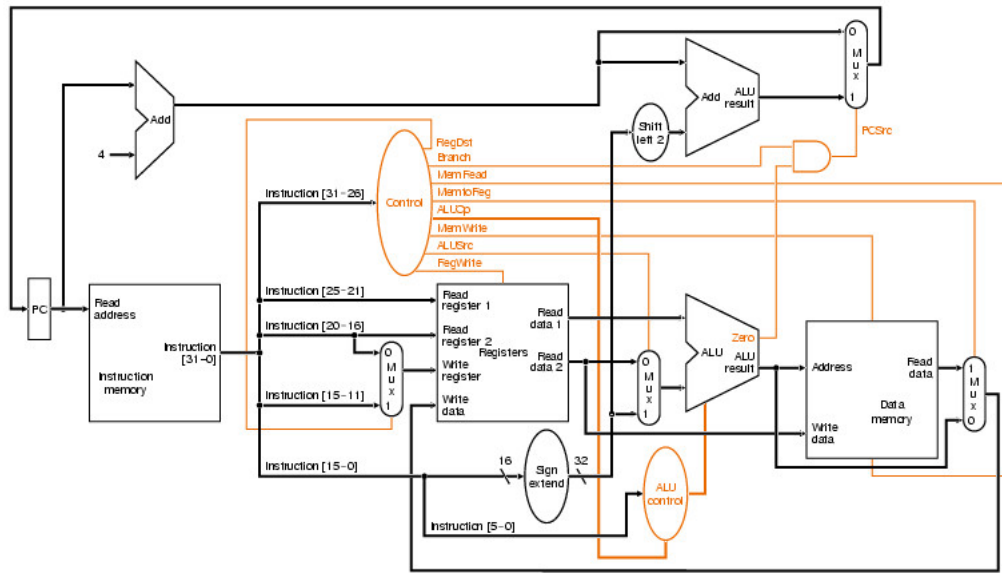 0
M
u
x
1
Add
ALU
result
Add
4
Shift
left 2
PCSrc
RegDst
Branch
MemRead
MemtoReg
ALUOp
MemWrite
ALUSrc
RegWrite
Control
Instruction [31–26]
Instruction [25–21]
Instruction [20–16]
Instruction [15–11]
Instruction [15–0]
Instruction [5–0]
PC
Read
address
Instruction
[31–0]
Instruction
memory
0
M
u
x
1
Read
register 1
Read
register 2
Registers
Write
register
Write
data
Read
data 1
Read
data 2
0
M
u
x
1
Zero
ALU
ALU
result
Address
Read
data
Data
memory
Write
data
1
M
u
x
0
16
Sign
extend
32
ALU
control